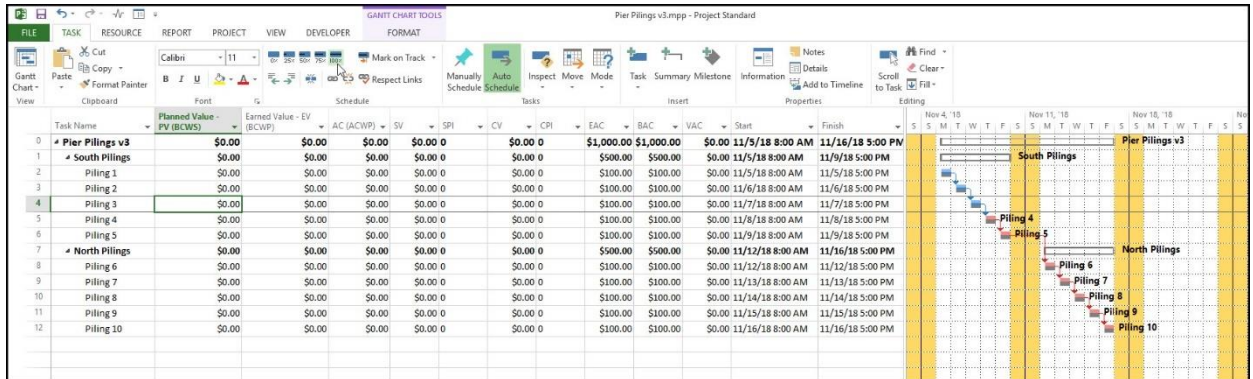 GANTT CHART TOOLS
Pier Pilings v3.mpp - Project Standard
FILE TASK RESOURCE REPORT PROJECT VIEW DEVELOPER FORMAT
Gantt Chart
View
Paste
Cut
Copy
Format Painter
Clipboard
Calibri 11
B I U A
Font
0% 25% 50% 75% 100%
Mark on Track
Respect Links
Schedule
Manually Schedule
Auto Schedule
Inspect Move Mode
Tasks
Task Summary Milestone
Insert
Information
Notes
Details
Add to Timeline
Properties
Scroll to Task
Find
Clear
Fill
Editing
Task Name Planned Value - PV (BCWS) Earned Value - EV (BCWP) AC (ACWP) SV SPI CV CPI EAC BAC VAC Start Finish
Nov 4, '18 Nov 11, '18 Nov 18, '18 No
S S M T W T F S S M T W T F S S M T W T F S S
0 Pier Pilings v3 $0.00 $0.00 $0.00 $0.00 0 $0.00 0 $1,000.00 $1,000.00 $0.00 11/5/18 8:00 AM 11/16/18 5:00 PM Pier Pilings v3
1 South Pilings $0.00 $0.00 $0.00 $0.00 0 $0.00 0 $500.00 $500.00 $0.00 11/5/18 8:00 AM 11/9/18 5:00 PM South Pilings
2 Piling 1 $0.00 $0.00 $0.00 $0.00 0 $0.00 0 $100.00 $100.00 $0.00 11/5/18 8:00 AM 11/5/18 5:00 PM
3 Piling 2 $0.00 $0.00 $0.00 $0.00 0 $0.00 0 $100.00 $100.00 $0.00 11/6/18 8:00 AM 11/6/18 5:00 PM
4 Piling 3 $0.00 $0.00 $0.00 $0.00 0 $0.00 0 $100.00 $100.00 $0.00 11/7/18 8:00 AM 11/7/18 5:00 PM
5 Piling 4 $0.00 $0.00 $0.00 $0.00 0 $0.00 0 $100.00 $100.00 $0.00 11/8/18 8:00 AM 11/8/18 5:00 PM Piling 4
6 Piling 5 $0.00 $0.00 $0.00 $0.00 0 $0.00 0 $100.00 $100.00 $0.00 11/9/18 8:00 AM 11/9/18 5:00 PM Piling 5
7 North Pilings $0.00 $0.00 $0.00 $0.00 0 $0.00 0 $500.00 $500.00 $0.00 11/12/18 8:00 AM 11/16/18 5:00 PM North Pilings
8 Piling 6 $0.00 $0.00 $0.00 $0.00 0 $0.00 0 $100.00 $100.00 $0.00 11/12/18 8:00 AM 11/12/18 5:00 PM Piling 6
9 Piling 7 $0.00 $0.00 $0.00 $0.00 0 $0.00 0 $100.00 $100.00 $0.00 11/13/18 8:00 AM 11/13/18 5:00 PM Piling 7
10 Piling 8 $0.00 $0.00 $0.00 $0.00 0 $0.00 0 $100.00 $100.00 $0.00 11/14/18 8:00 AM 11/14/18 5:00 PM Piling 8
11 Piling 9 $0.00 $0.00 $0.00 $0.00 0 $0.00 0 $100.00 $100.00 $0.00 11/15/18 8:00 AM 11/15/18 5:00 PM Piling 9
12 Piling 10 $0.00 $0.00 $0.00 $0.00 0 $0.00 0 $100.00 $100.00 $0.00 11/16/18 8:00 AM 11/16/18 5:00 PM Piling 10